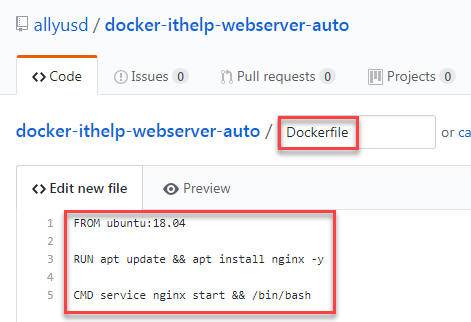 allyusd / docker-ithelp-webserver-auto
Code Issues 0 Pull requests 0 Projects 0
docker-ithelp-webserver-auto / Dockerfile or ca
Edit new file Preview
1 FROM ubuntu:18.04
2
3 RUN apt update && apt install nginx -y
4
5 CMD service nginx start && /bin/bash